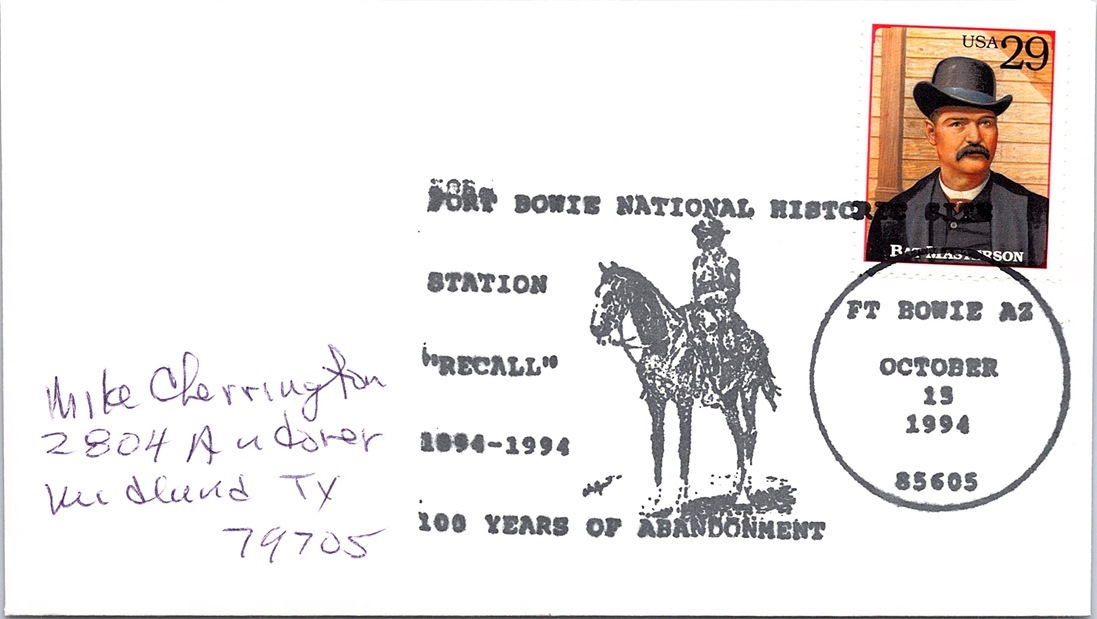 USA 29
BAT MASTERSON
FORT BOWIE NATIONAL HISTORIC SITE
STATION
"RECALL"
1894-1994
100 YEARS OF ABANDONMENT
FT BOWIE AZ
OCTOBER
15
1994
85605
Mike Cherrington
2804 Andover
Midland TX
79705